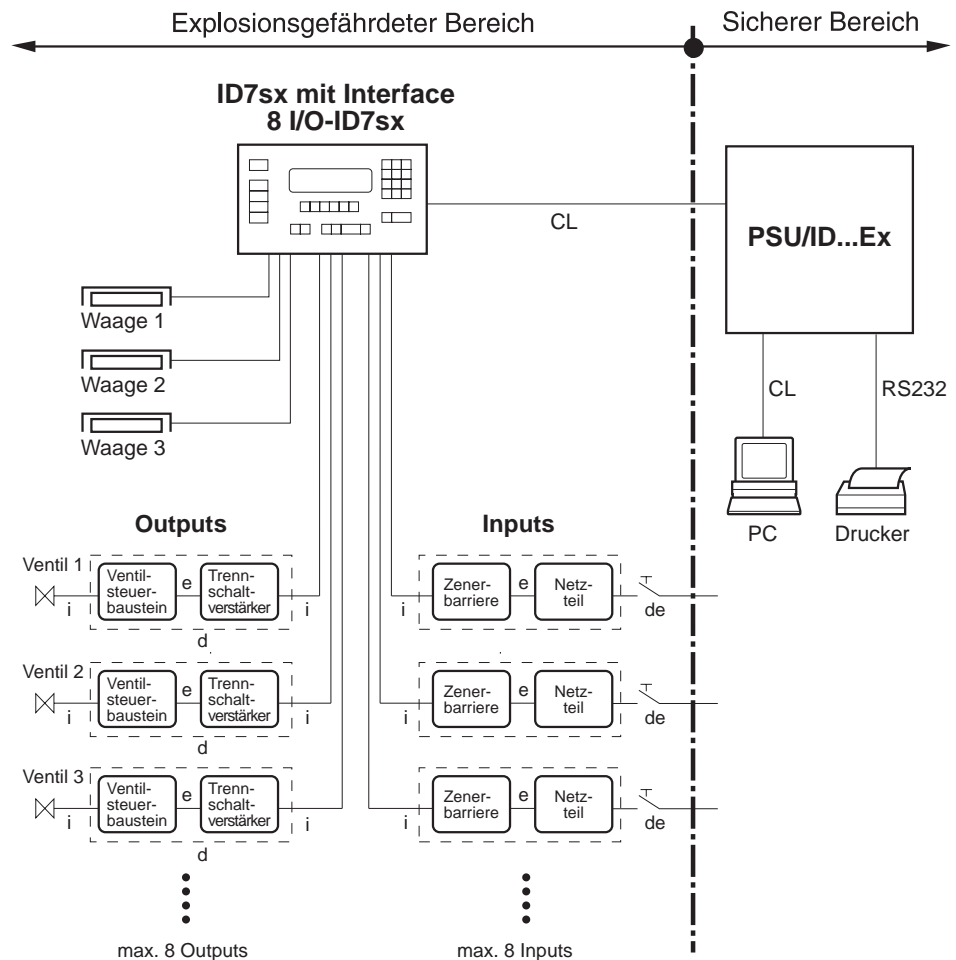 Explosionsgefährdeter Bereich
Sicherer Bereich
ID7sx mit Interface
8 I/O-ID7sx
CL
PSU/ID...Ex
Waage 1
Waage 2
Waage 3
CL
RS232
PC
Drucker
Outputs
Inputs
Ventil 1
i
Ventil-
steuer-
baustein
e
Trenn-
schalt-
verstärker
i
d
i
Zener-
barriere
e
Netz-
teil
de
Ventil 2
i
Ventil-
steuer-
baustein
e
Trenn-
schalt-
verstärker
i
d
i
Zener-
barriere
e
Netz-
teil
de
Ventil 3
i
Ventil-
steuer-
baustein
e
Trenn-
schalt-
verstärker
i
d
i
Zener-
barriere
e
Netz-
teil
de
max. 8 Outputs
max. 8 Inputs